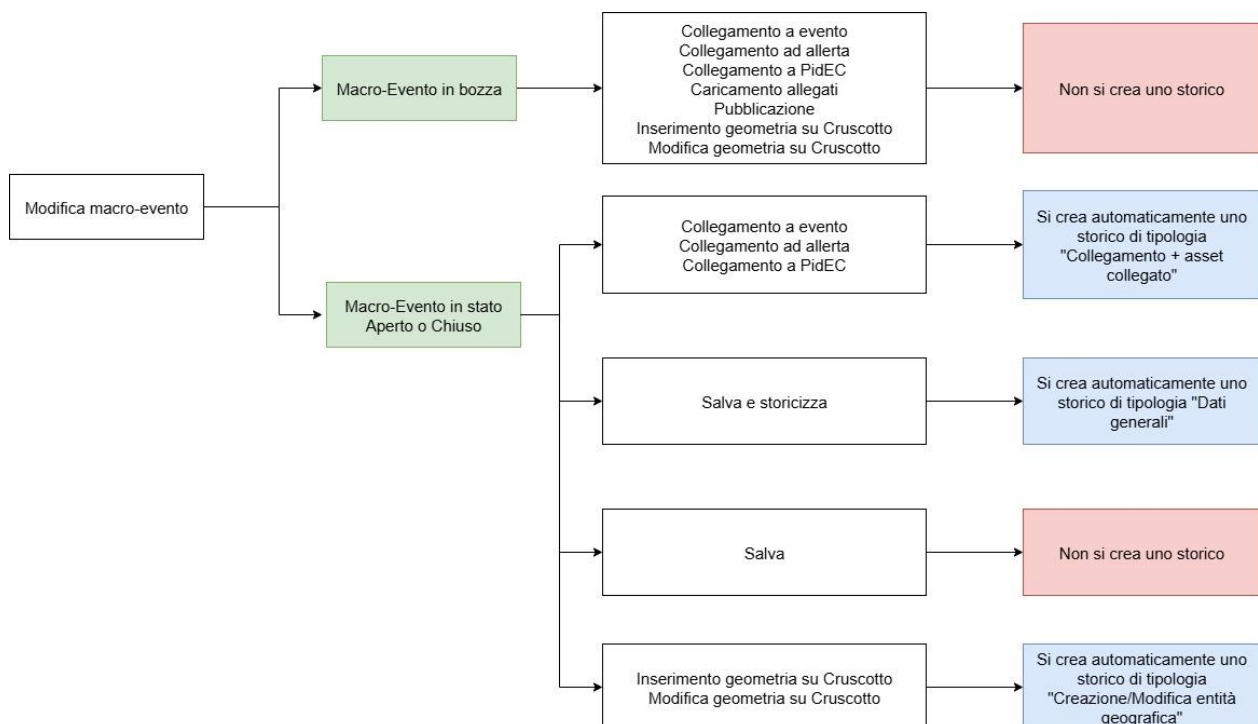 Modifica macro-evento
Macro-Evento in bozza
Collegamento a evento
Collegamento ad allerta
Collegamento a PidEC
Caricamento allegati
Pubblicazione
Inserimento geometria su Cruscotto
Modifica geometria su Cruscotto
Non si crea uno storico
Macro-Evento in stato
Aperto o Chiuso
Collegamento a evento
Collegamento ad allerta
Collegamento a PidEC
Si crea automaticamente uno
storico di tipologia
"Collegamento + asset
collegato"
Salva e storicizza
Si crea automaticamente uno
storico di tipologia "Dati
generali"
Salva
Non si crea uno storico
Inserimento geometria su Cruscotto
Modifica geometria su Cruscotto
Si crea automaticamente uno
storico di tipologia
"Creazione/Modifica entità
geografica"